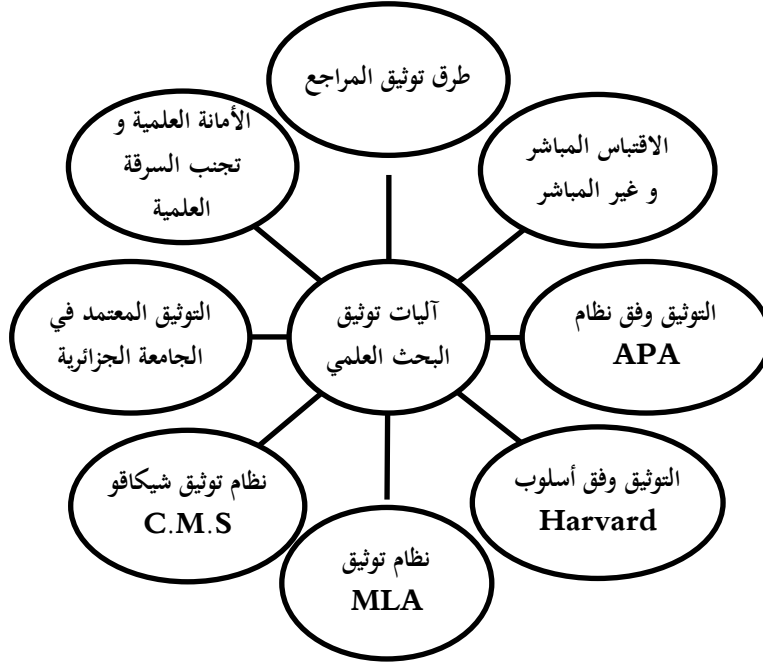 طرق توثيق المراجع
الاقتباس المباشر
و غير المباشر
التوثيق وفق نظام
APA
التوثيق وفق أسلوب
Harvard
نظام توثيق
MLA
نظام توثيق شيكاقو
C.M.S
التوثيق المعتمد في
الجامعة الجزائرية
الأمانة العلمية و
تجنب السرقة
العلمية
آليات توثيق
البحث العلمي